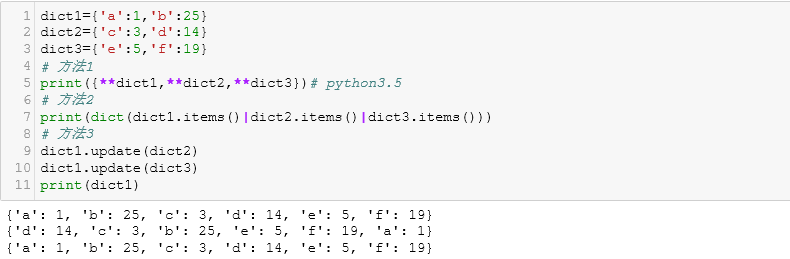 1 dict1={'a':1,'b':25}
2 dict2={'c':3,'d':14}
3 dict3={'e':5,'f':19}
4 # 方法1
5 print({**dict1,**dict2,**dict3})# python3.5
6 # 方法2
7 print(dict(dict1.items()|dict2.items()|dict3.items()))
8 # 方法3
9 dict1.update(dict2)
10 dict1.update(dict3)
11 print(dict1)
{'a': 1, 'b': 25, 'c': 3, 'd': 14, 'e': 5, 'f': 19}
{'d': 14, 'c': 3, 'b': 25, 'e': 5, 'f': 19, 'a': 1}
{'a': 1, 'b': 25, 'c': 3, 'd': 14, 'e': 5, 'f': 19}